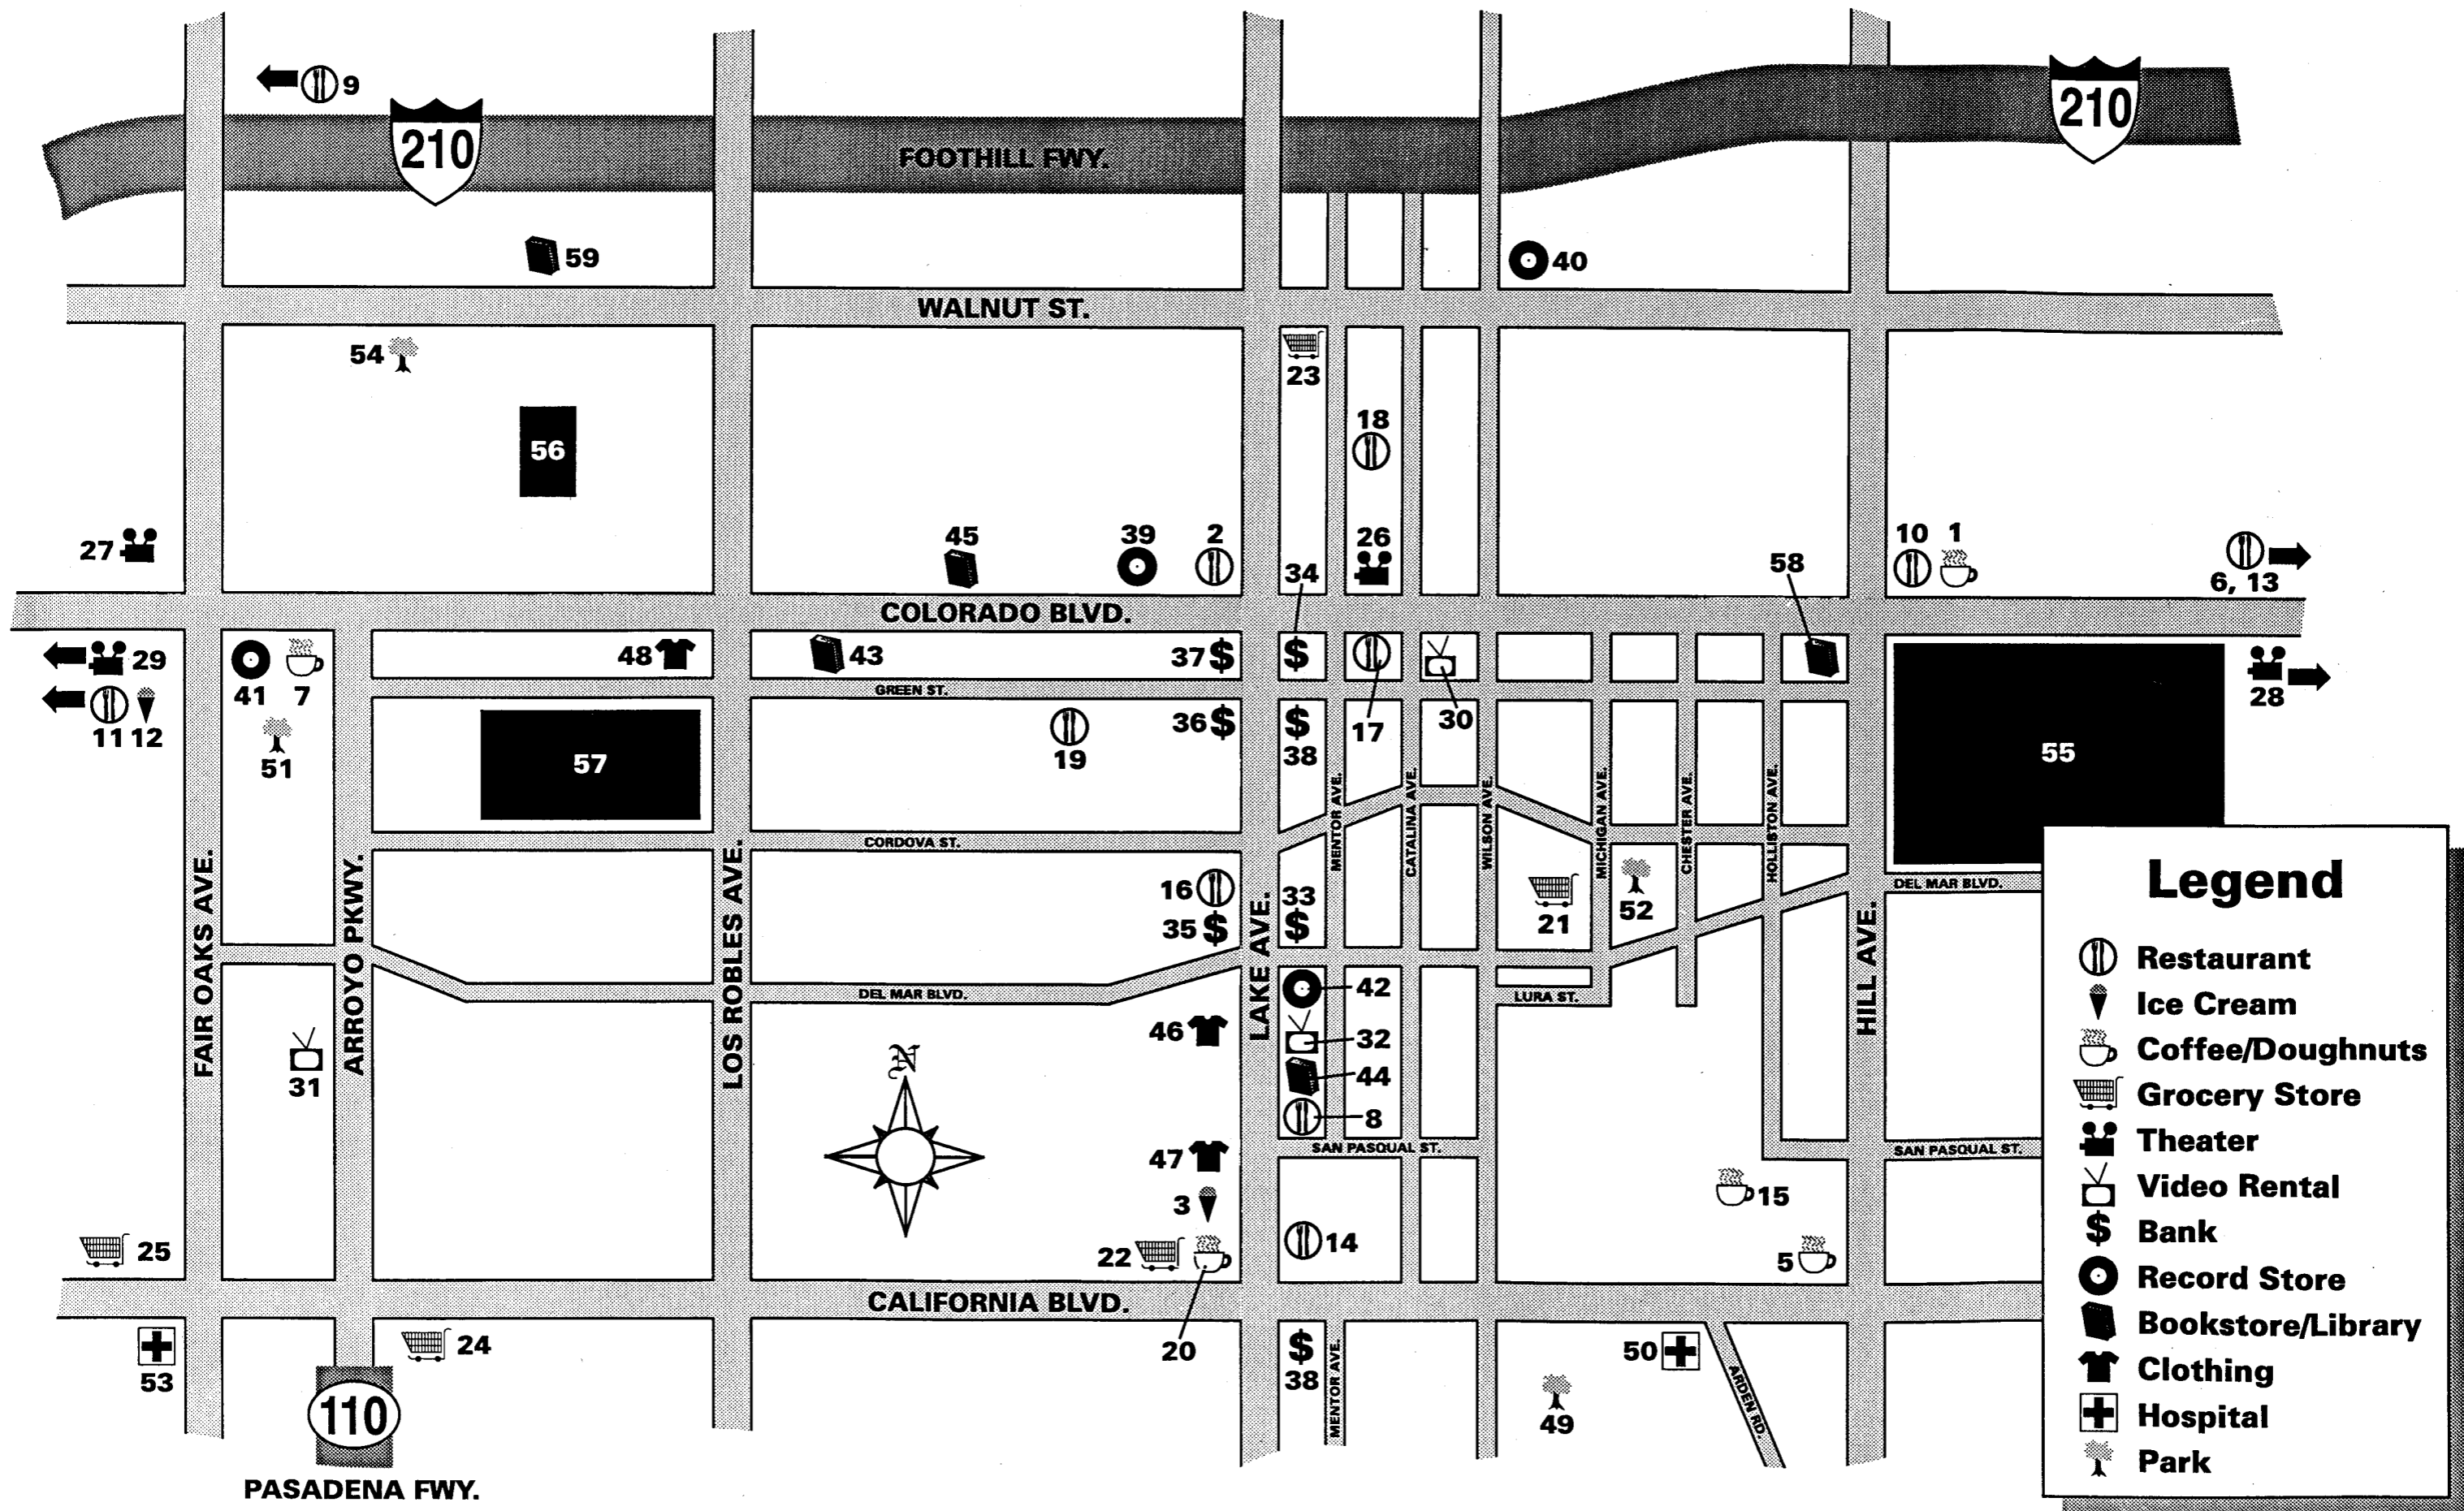 9
210
210
FOOTHILL FWY.
59
40
WALNUT ST.
54
23
18
56
27
45
39
2
34
26
58
10
1
6, 13
COLORADO BLVD.
29
41
7
48
43
37
17
30
28
11
12
GREEN ST.
51
57
19
36
38
55
CORDOVA ST.
MENTOR AVE.
CATALINA AVE.
WILSON AVE.
MICHIGAN AVE.
CHESTER AVE.
HOLLISTON AVE.
16
33
35
21
52
DEL MAR BLVD.
FAIR OAKS AVE.
ARROYO PKWY.
LOS ROBLES AVE.
LAKE AVE.
HILL AVE.
DEL MAR BLVD.
LURA ST.
42
46
32
31
44
N
8
SAN PASQUAL ST.
SAN PASQUAL ST.
47
3
15
25
22
14
5
CALIFORNIA BLVD.
53
24
20
38
MENTOR AVE.
50
49
ARDEN RD.
110
PASADENA FWY.
Legend
Restaurant
Ice Cream
Coffee/Doughnuts
Grocery Store
Theater
Video Rental
$ Bank
Record Store
Bookstore/Library
Clothing
Hospital
Park